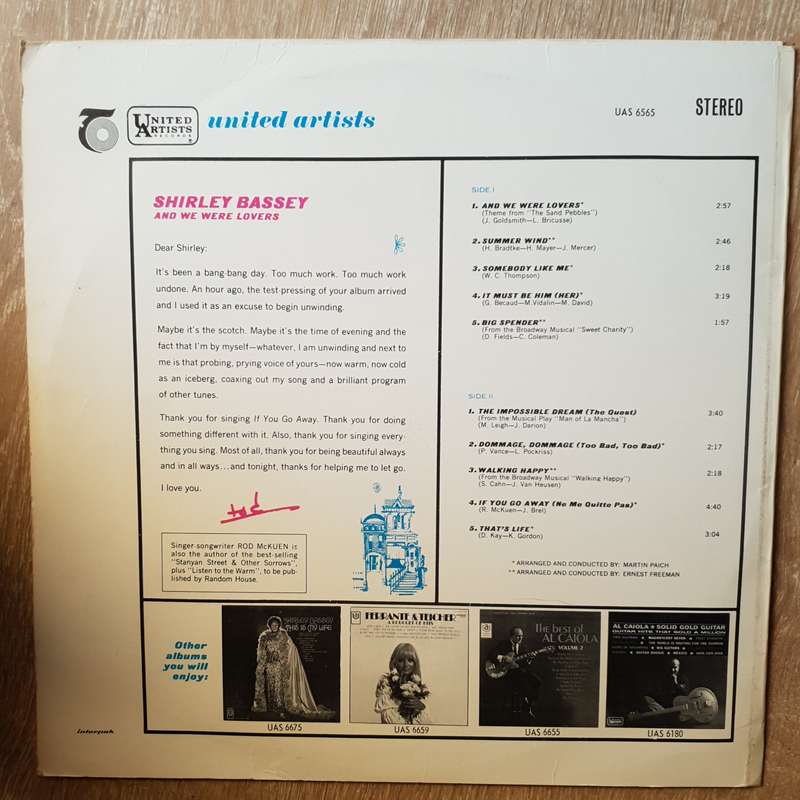 UNITED ARTISTS RECORDS
united artists
UAS 6565 STEREO
SHIRLEY BASSEY
AND WE WERE LOVERS
Dear Shirley:
It's been a bang-bang day. Too much work. Too much work
undone. An hour ago, the test-pressing of your album arrived
and I used it as an excuse to begin unwinding.
Maybe it's the scotch. Maybe it's the time of evening and the
fact that I'm by myself—whatever, I am unwinding and next to
me is that probing, prying voice of yours—now warm, now cold
as an iceberg, coaxing out my song and a brilliant program
of other tunes.
Thank you for singing If You Go Away. Thank you for doing
something different with it. Also, thank you for singing every-
thing you sing. Most of all, thank you for being beautiful always
and in all ways...and tonight, thanks for helping me to let go.
I love you.
rod
Singer-songwriter ROD McKUEN is
also the author of the best-selling
"Stanyan Street & Other Sorrows",
plus "Listen to the Warm", to be pub-
lished by Random House.
SIDE I
1. AND WE WERE LOVERS* 2:57
(Theme from "The Sand Pebbles")
(J. Goldsmith—L. Bricusse)
2. SUMMER WIND** 2:46
(H. Bradtke—H. Mayer—J. Mercer)
3. SOMEBODY LIKE ME* 2:18
(W. C. Thompson)
4. IT MUST BE HIM (HER)* 3:19
(G. Becaud—M.Vidalin—M. David)
5. BIG SPENDER** 1:57
(From the Broadway Musical "Sweet Charity")
(D. Fields—C. Coleman)
SIDE II
1. THE IMPOSSIBLE DREAM (The Quest) 3:40
(From the Musical Play "Man of La Mancha")
(M. Leigh—J. Darion)
2. DOMMAGE, DOMMAGE (Too Bad, Too Bad)* 2:17
(P. Vance—L. Pockriss)
3. WALKING HAPPY** 2:18
(From the Broadway Musical "Walking Happy")
(S. Cahn—J. Van Heusen)
4. IF YOU GO AWAY (Ne Me Quitte Pas)* 4:40
(R. McKuen—J. Brel)
5. THAT'S LIFE* 3:04
(D. Kay—K. Gordon)
* ARRANGED AND CONDUCTED BY: MARTIN PAICH
** ARRANGED AND CONDUCTED BY: ERNEST FREEMAN
Other
albums
you will
enjoy:
SHIRLEY BASSEY
THIS IS MY LIFE
UAS 6675
FERRANTE & TEICHER
A BOUQUET OF HITS
UAS 6659
The best of
AL CAIOLA
VOLUME 2
UAS 6655
AL CAIOLA SOLID GOLD GUITAR
GUITAR HITS THAT SOLD A MILLION
UAS 6180
interpak